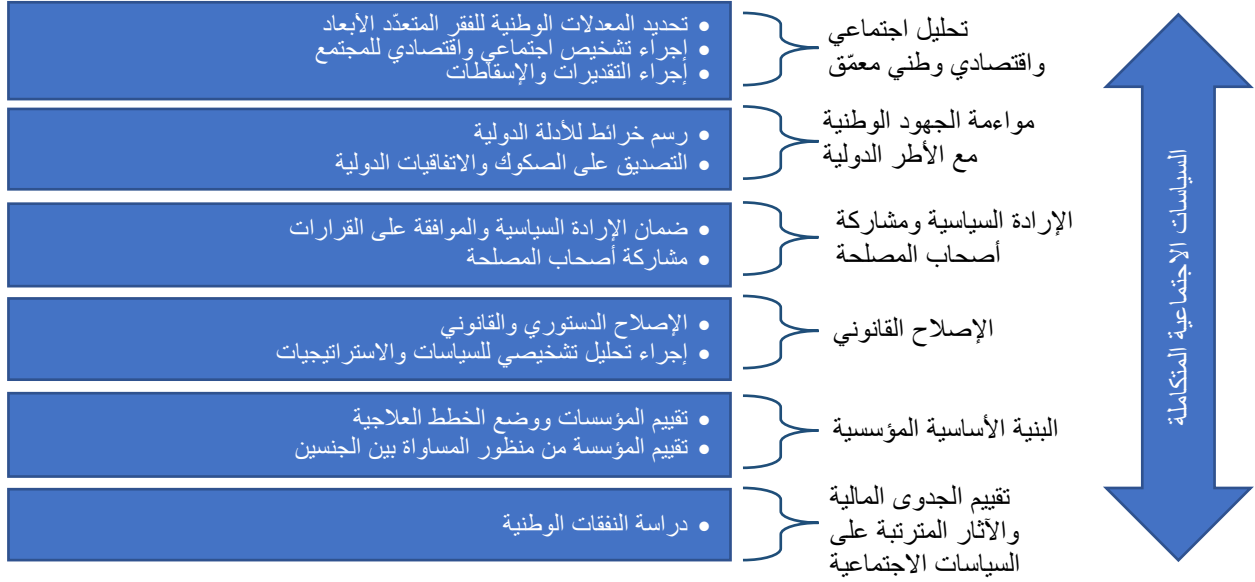 السياسات الاجتماعية المتكاملة
تحليل اجتماعي
واقتصادي وطني معمّق
• تحديد المعدلات الوطنية للفقر المتعدّد الأبعاد
• إجراء تشخيص اجتماعي واقتصادي للمجتمع
• إجراء التقديرات والإسقاطات
مواءمة الجهود الوطنية
مع الأطر الدولية
• رسم خرائط للأدلة الدولية
• التصديق على الصكوك والاتفاقيات الدولية
الإرادة السياسية ومشاركة
أصحاب المصلحة
• ضمان الإرادة السياسية والموافقة على القرارات
• مشاركة أصحاب المصلحة
الإصلاح القانوني
• الإصلاح الدستوري والقانوني
• إجراء تحليل تشخيصي للسياسات والاستراتيجيات
البنية الأساسية المؤسسية
• تقييم المؤسسات ووضع الخطط العلاجية
• تقييم المؤسسة من منظور المساواة بين الجنسين
تقييم الجدوى المالية
والآثار المترتبة على
السياسات الاجتماعية
• دراسة النفقات الوطنية